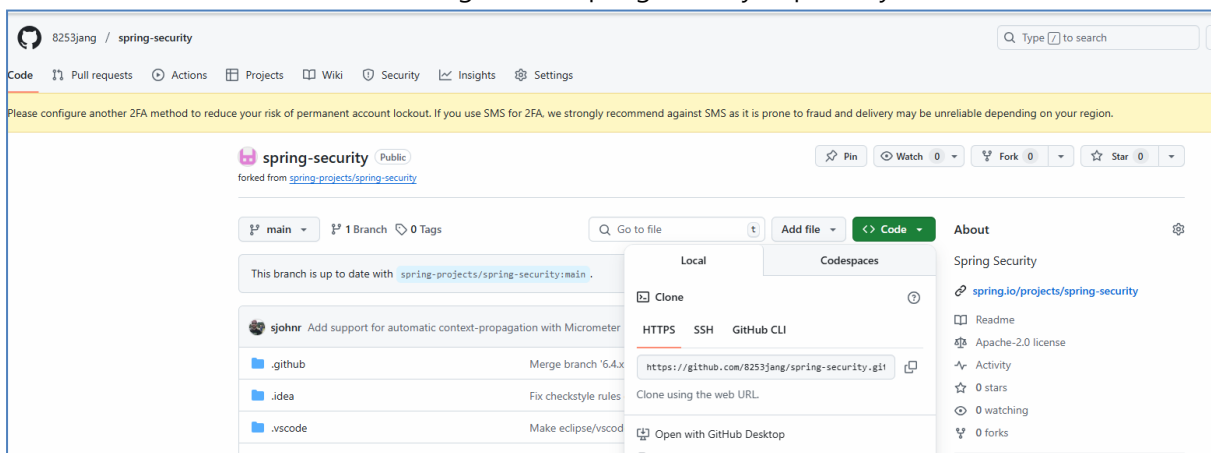 8253jang / spring-security
Type / to search
Code Pull requests Actions Projects Wiki Security Insights Settings
Please configure another 2FA method to reduce your risk of permanent account lockout. If you use SMS for 2FA, we strongly recommend against SMS as it is prone to fraud and delivery may be unreliable depending on your region.
spring-security Public
Pin Watch 0 Fork 0 Star 0
forked from spring-projects/spring-security
main 1 Branch 0 Tags
Go to file t
Add file
Code
This branch is up to date with spring-projects/spring-security:main .
sjohnr Add support for automatic context-propagation with Micrometer
.github Merge branch '6.4.x
.idea Fix checkstyle rules
.vscode Make eclipse/vscod
Local Codespaces
Clone
HTTPS SSH GitHub CLI
https://github.com/8253jang/spring-security.git
Clone using the web URL.
Open with GitHub Desktop
About
Spring Security
spring.io/projects/spring-security
Readme
Apache-2.0 license
Activity
0 stars
0 watching
0 forks